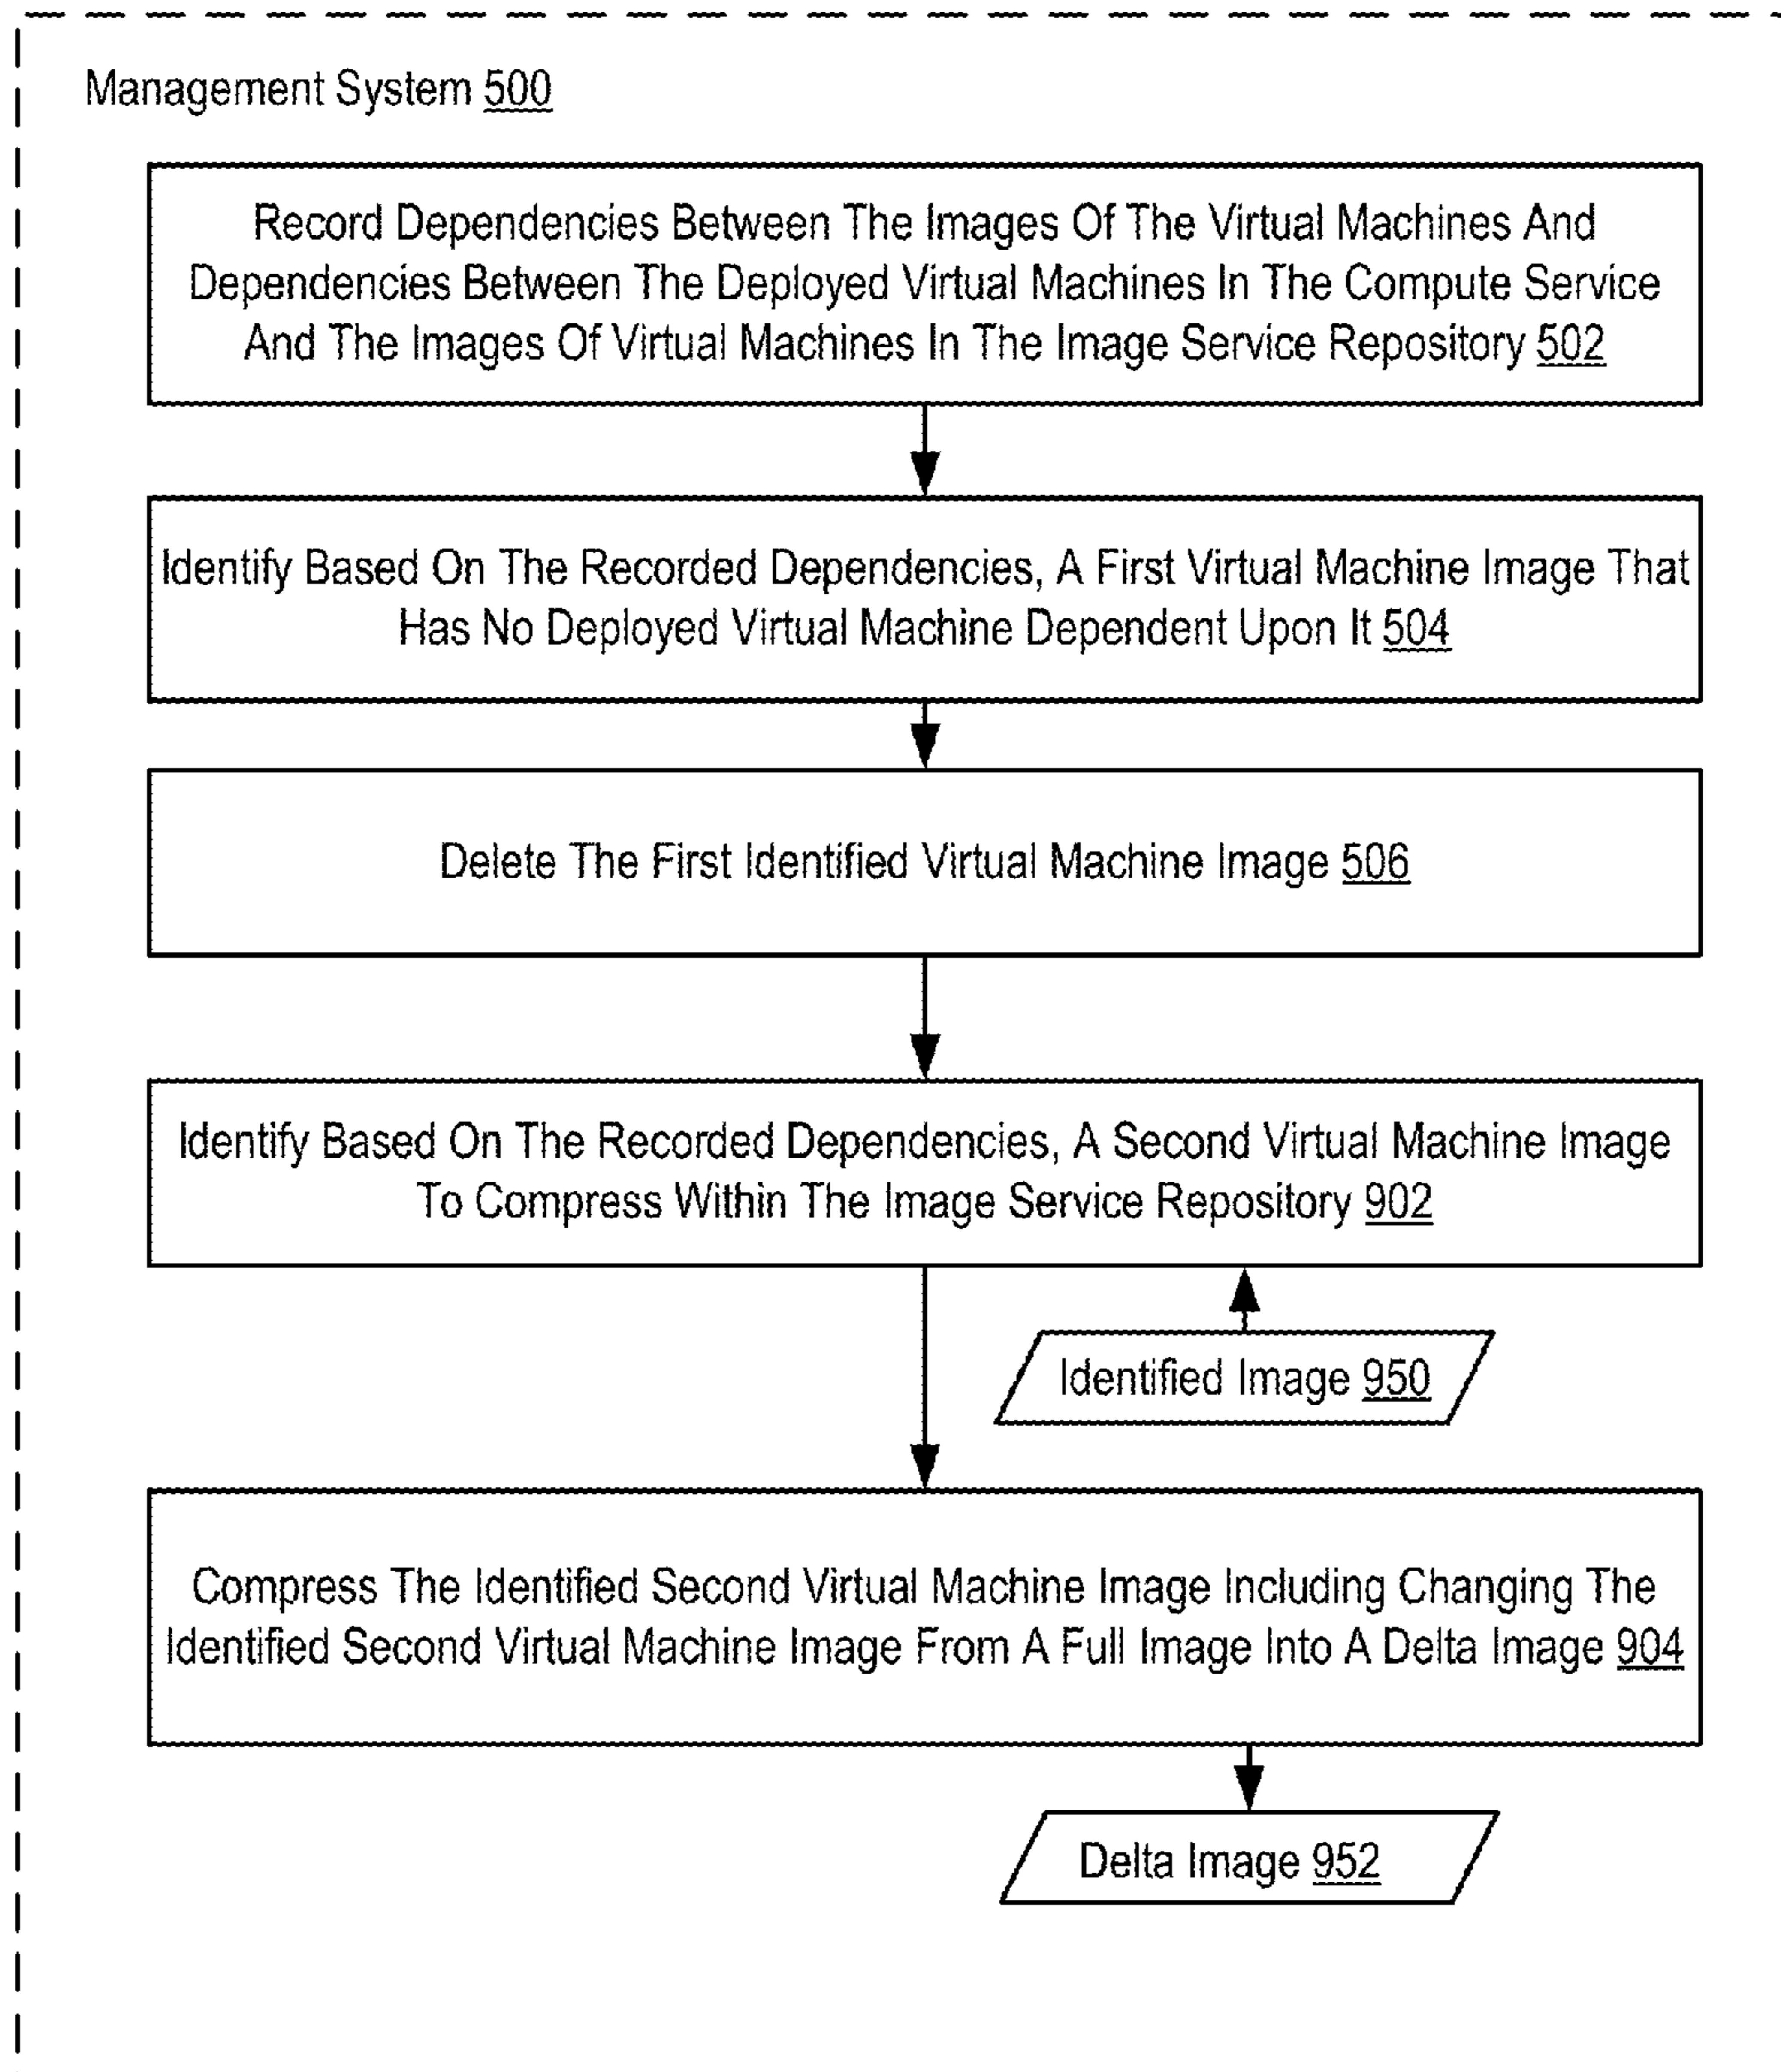 Management System 500
Record Dependencies Between The Images Of The Virtual Machines And
Dependencies Between The Deployed Virtual Machines In The Compute Service
And The Images Of Virtual Machines In The Image Service Repository 502
Identify Based On The Recorded Dependencies, A First Virtual Machine Image That
Has No Deployed Virtual Machine Dependent Upon It 504
Delete The First Identified Virtual Machine Image 506
Identify Based On The Recorded Dependencies, A Second Virtual Machine Image
To Compress Within The Image Service Repository 902
Identified Image 950
Compress The Identified Second Virtual Machine Image Including Changing The
Identified Second Virtual Machine Image From A Full Image Into A Delta Image 904
Delta Image 952